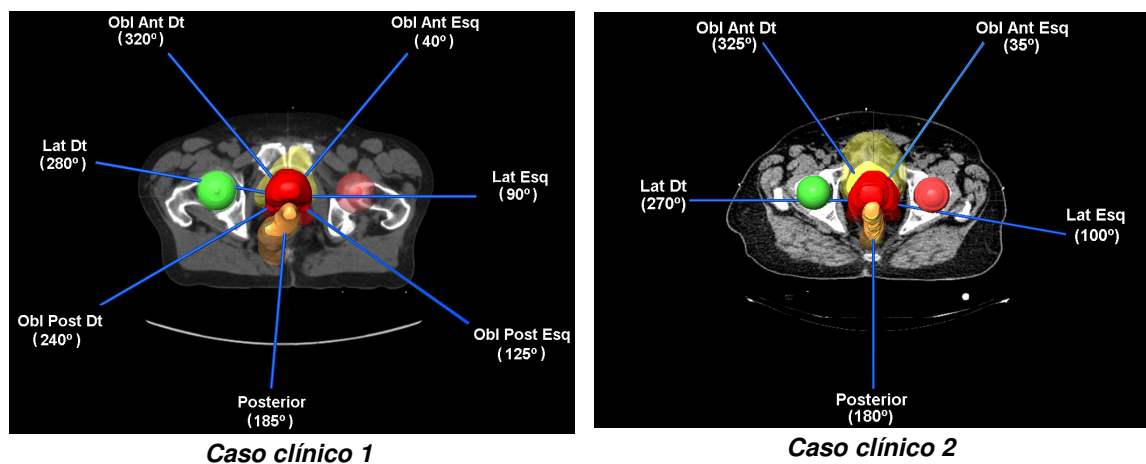 Obl Ant Dt
(320º)
Obl Ant Esq
(40º)
Lat Dt
(280º)
Lat Esq
(90º)
Obl Post Dt
(240º)
Obl Post Esq
(125º)
Posterior
(185º)
Caso clínico 1
Obl Ant Dt
(325º)
Obl Ant Esq
(35º)
Lat Dt
(270º)
Lat Esq
(100º)
Posterior
(180º)
Caso clínico 2